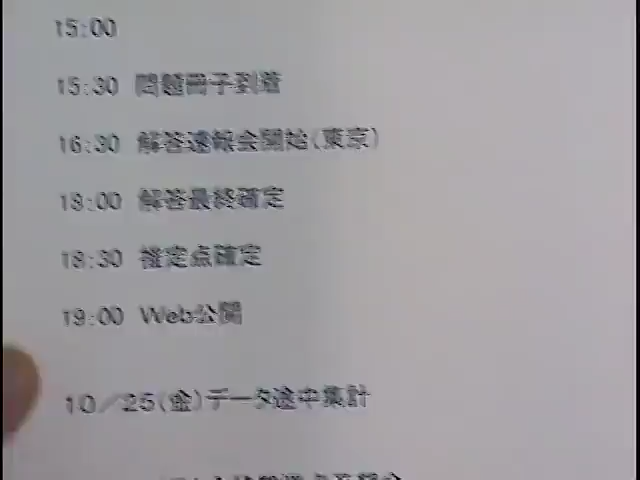 15:00
15:30 問題冊子到着
16:30 解答速報会開始(東京)
18:00 解答最終確定
18:30 推定点確定
19:00 Web公開
10/25(金)データ途中集計